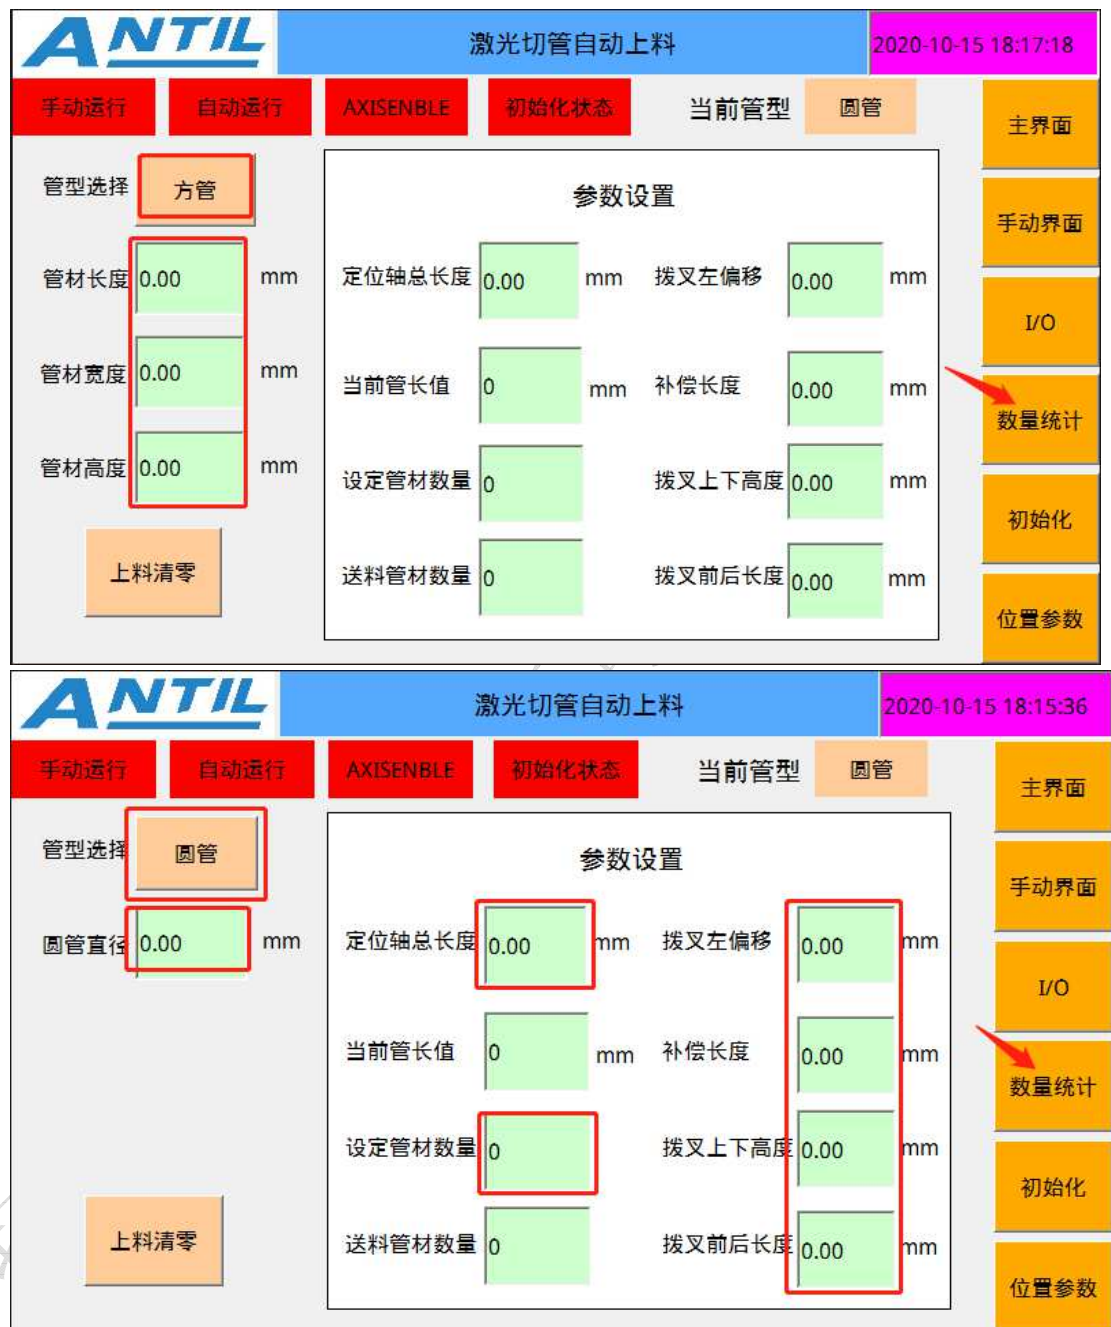 ANTIL 激光切管自动上料 2020-10-15 18:17:18
手动运行 自动运行 AXISENBLE 初始化状态 当前管型 圆管 主界面
管型选择 方管 参数设置 手动界面
管材长度 0.00 mm 定位轴总长度 0.00 mm 拨叉左偏移 0.00 mm I/O
管材宽度 0.00 mm 当前管长值 0 mm 补偿长度 0.00 mm 数量统计
管材高度 0.00 mm 设定管材数量 0 拨叉上下高度 0.00 mm 初始化
上料清零 送料管材数量 0 拨叉前后长度 0.00 mm 位置参数
ANTIL 激光切管自动上料 2020-10-15 18:15:36
手动运行 自动运行 AXISENBLE 初始化状态 当前管型 圆管 主界面
管型选择 圆管 参数设置 手动界面
圆管直径 0.00 mm 定位轴总长度 0.00 mm 拨叉左偏移 0.00 mm I/O
当前管长值 0 mm 补偿长度 0.00 mm 数量统计
设定管材数量 0 拨叉上下高度 0.00 mm 初始化
上料清零 送料管材数量 0 拨叉前后长度 0.00 mm 位置参数